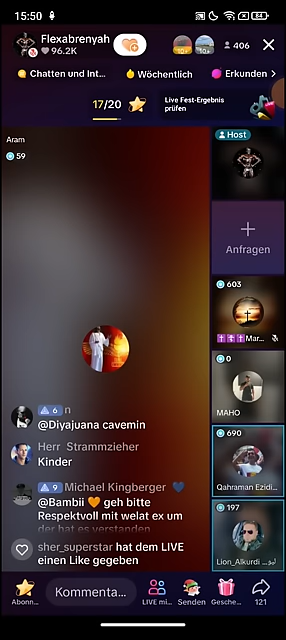 15:50
84
Flexabrenyah
96.2K
10+
406
Chatten und Int...
Wöchentlich
Erkunden
17/20
Live Fest-Ergebnis
prüfen
Aram
59
Host
Anfragen
603
Mar...
0
MAHO
690
Qahraman Ezidi...
197
Lion_Alkurdi ليو...
6 n
@Diyajuana cavemin
Herr Strammzieher
Kinder
9 Michael Kingberger 💙
@Bambii 🧡 geh bitte
Respektvoll mit welat ex um
der hat es verstanden
sher_superstar hat dem LIVE
einen Like gegeben
Abonn...
Kommenta...
LIVE mi...
Senden
Gesche...
121